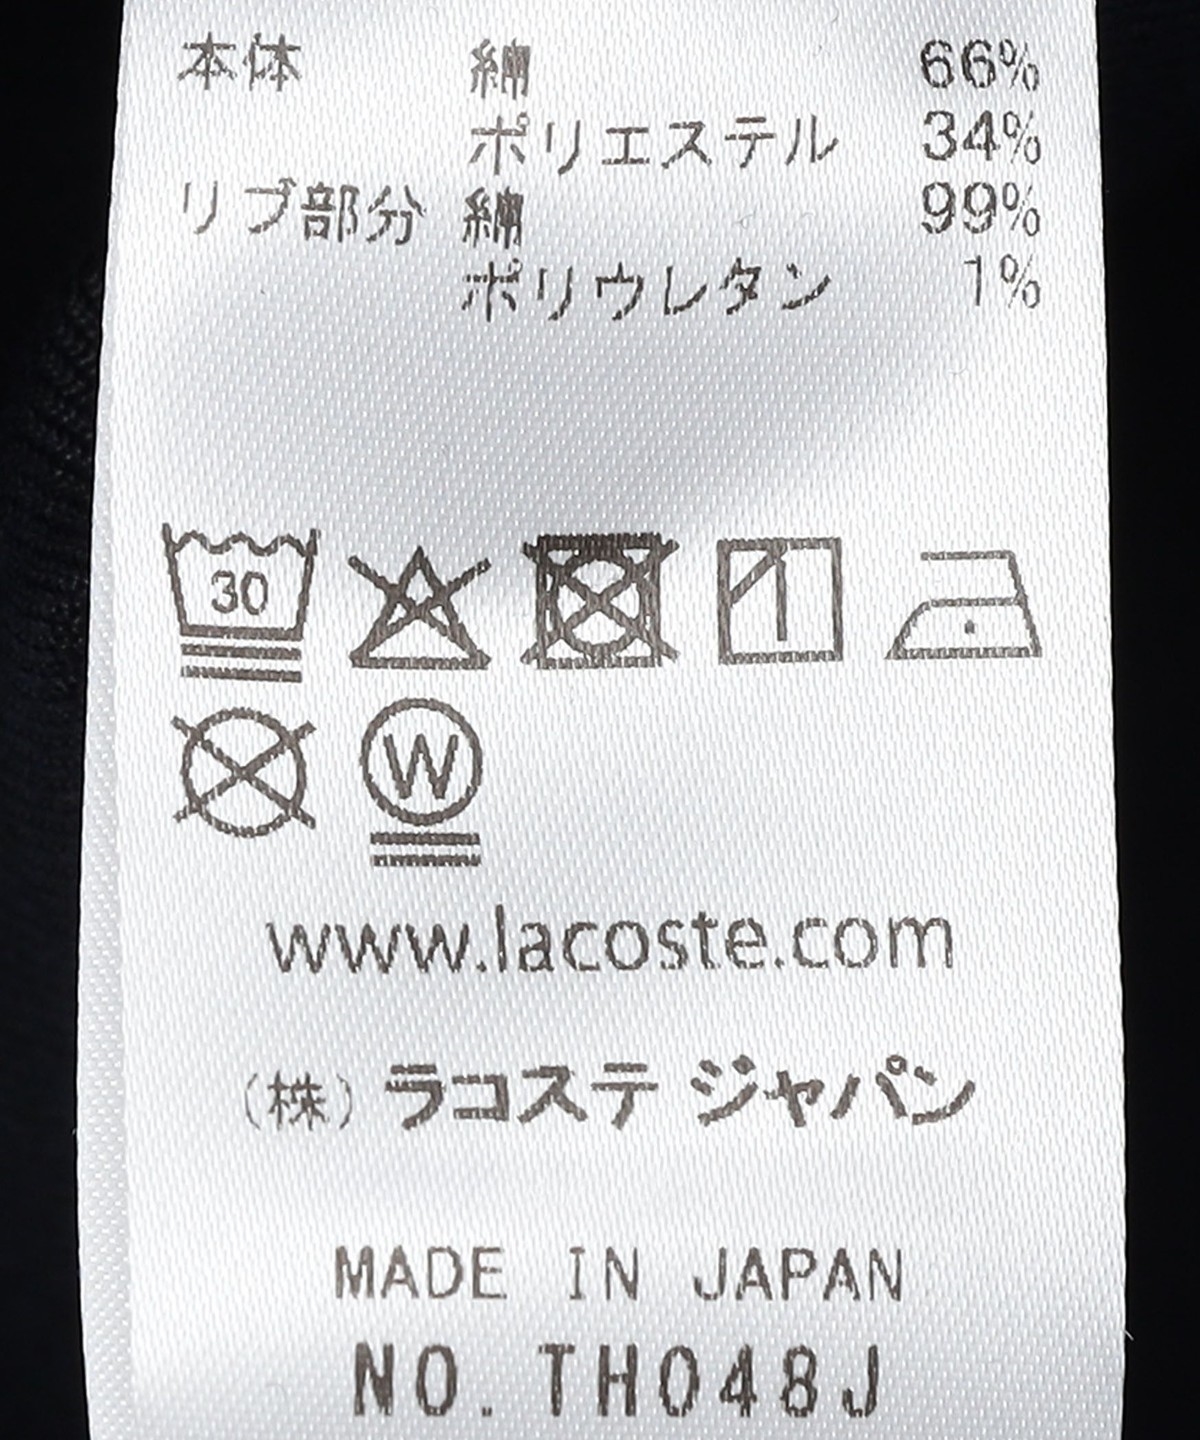 本体 綿 66%
ポリエステル 34%
リブ部分 綿 99%
ポリウレタン 1%
30
W
www.lacoste.com
(株) ラコステ ジャパン
MADE IN JAPAN
NO.TH048J